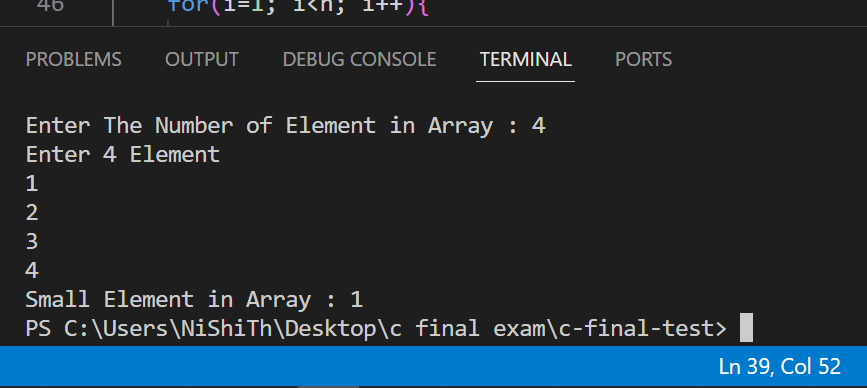 46 for(i=1; i<n; i++){
PROBLEMS OUTPUT DEBUG CONSOLE TERMINAL PORTS
Enter The Number of Element in Array : 4
Enter 4 Element
1
2
3
4
Small Element in Array : 1
PS C:\Users\NiShiTh\Desktop\c final exam\c-final-test>
Ln 39, Col 52